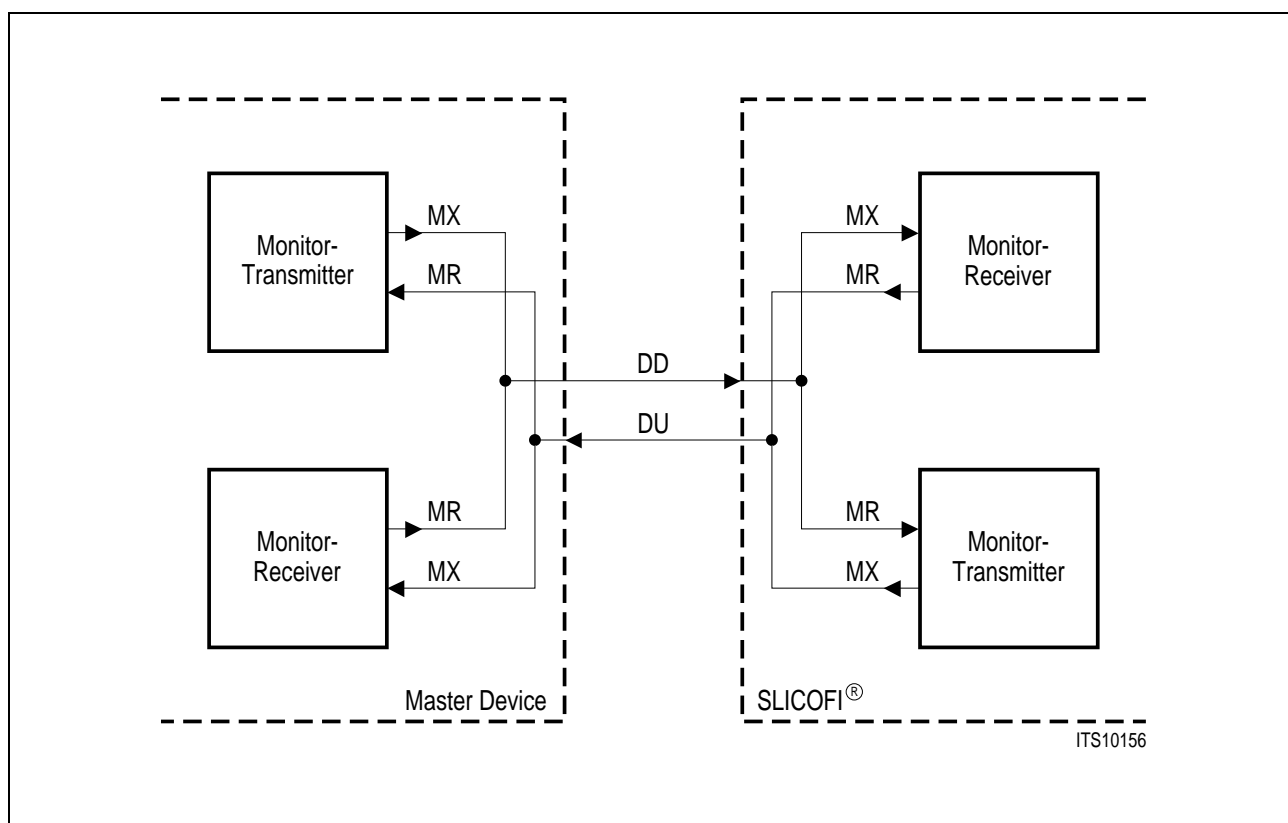 Monitor-
Transmitter
MX
MR
MX
MR
Monitor-
Receiver
DD
DU
Monitor-
Receiver
MR
MX
MR
MX
Monitor-
Transmitter
Master Device
SLICOFI®
ITS10156